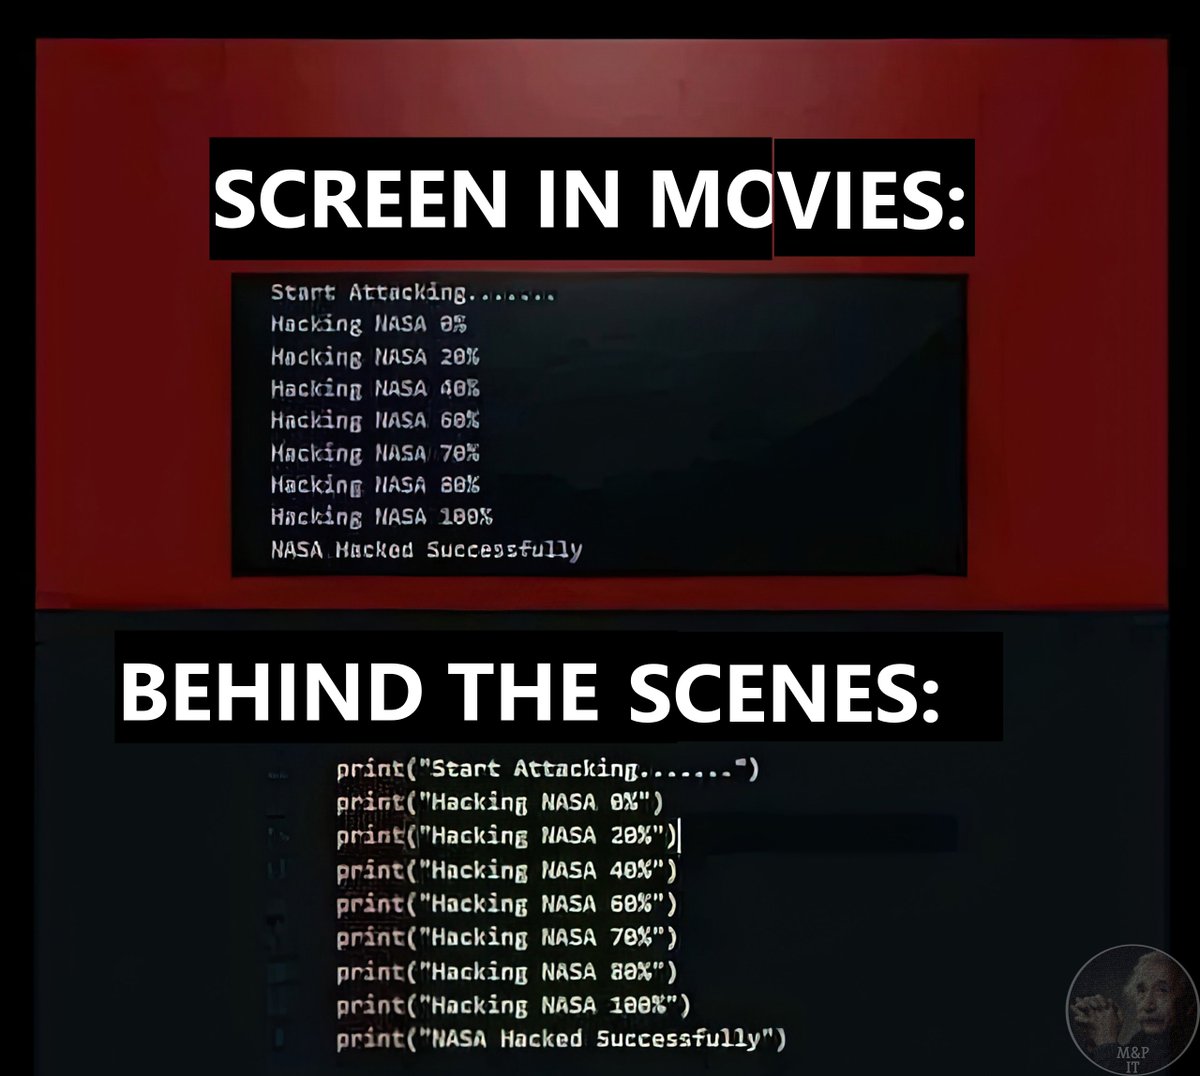 SCREEN IN MOVIES:
Start Attacking.......
Hacking NASA 0%
Hacking NASA 20%
Hacking NASA 40%
Hacking NASA 60%
Hacking NASA 70%
Hacking NASA 80%
Hacking NASA 100%
NASA Hacked Successfully
BEHIND THE SCENES:
print("Start Attacking.......")
print("Hacking NASA 0%")
print("Hacking NASA 20%")
print("Hacking NASA 40%")
print("Hacking NASA 60%")
print("Hacking NASA 70%")
print("Hacking NASA 80%")
print("Hacking NASA 100%")
print("NASA Hacked Successfully")
M&P
IT